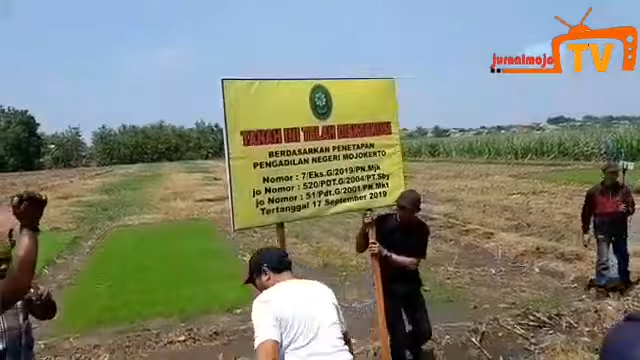 jurnalmojo
TV
TANAH INI TELAH DIEKSEKUSI
BERDASARKAN PENETAPAN
PENGADILAN NEGERI MOJOKERTO
Nomor : 7/Eks.G/2019/PN.Mjk
jo Nomor : 520/PDT.G/2004/PT.Sby
jo Nomor : 51/Pdt.G/2001/PN.Mkt
Tertanggal 17 September 2019